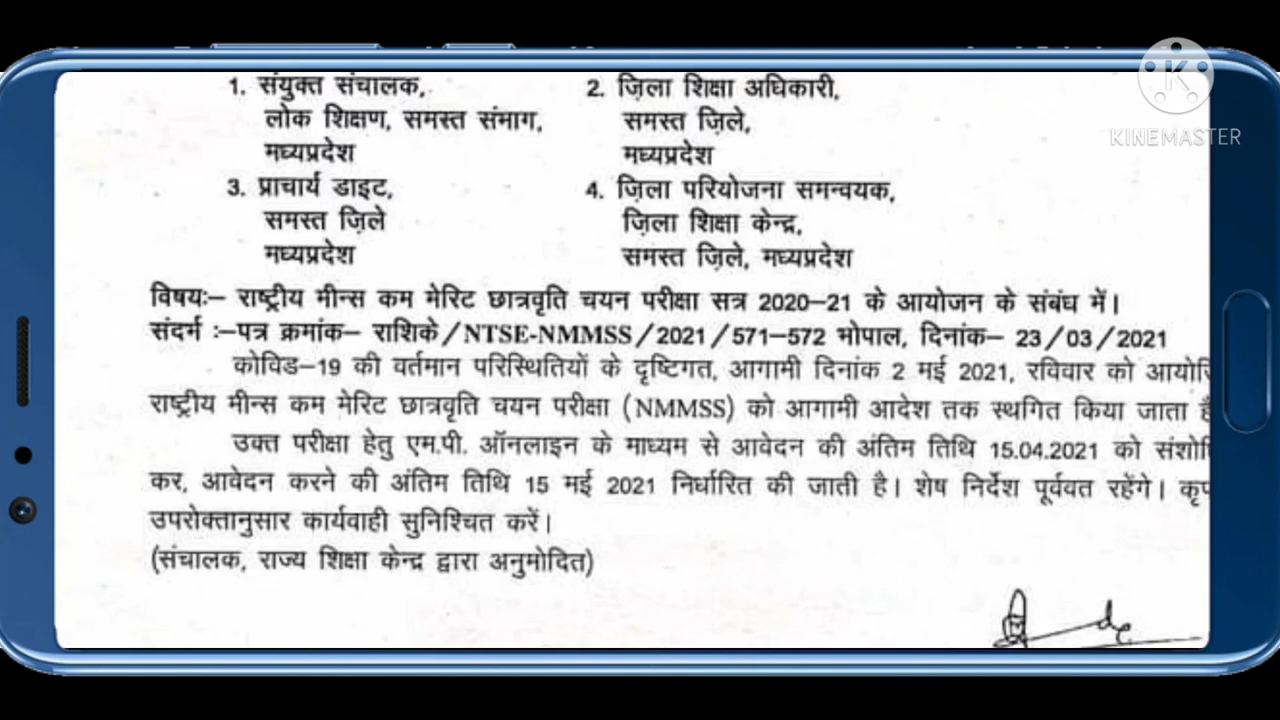 KINEMASTER
1. संयुक्त संचालक, 2. ज़िला शिक्षा अधिकारी,
लोक शिक्षण, समस्त संभाग, समस्त ज़िले,
मध्यप्रदेश मध्यप्रदेश
3. प्राचार्य डाइट, 4. ज़िला परियोजना समन्वयक,
समस्त ज़िले ज़िला शिक्षा केन्द्र,
मध्यप्रदेश समस्त ज़िले, मध्यप्रदेश
विषयः– राष्ट्रीय मीन्स कम मेरिट छात्रवृति चयन परीक्षा सत्र 2020–21 के आयोजन के संबंध में।
संदर्भ :–पत्र क्रमांक– राशिके/NTSE-NMMSS/2021/571–572 भोपाल, दिनांक– 23/03/2021
कोविड–19 की वर्तमान परिस्थितियों के दृष्टिगत, आगामी दिनांक 2 मई 2021, रविवार को
राष्ट्रीय मीन्स कम मेरिट छात्रवृति चयन परीक्षा (NMMSS) को आगामी आदेश तक स्थगित किया जाता है
उक्त परीक्षा हेतु एम.पी. ऑनलाइन के माध्यम से आवेदन की अंतिम तिथि 15.04.2021 को
कर, आवेदन करने की अंतिम तिथि 15 मई 2021 निर्धारित की जाती है। शेष निर्देश पूर्ववत रहेंगे।
उपरोक्तानुसार कार्यवाही सुनिश्चित करें।
(संचालक, राज्य शिक्षा केन्द्र द्वारा अनुमोदित)